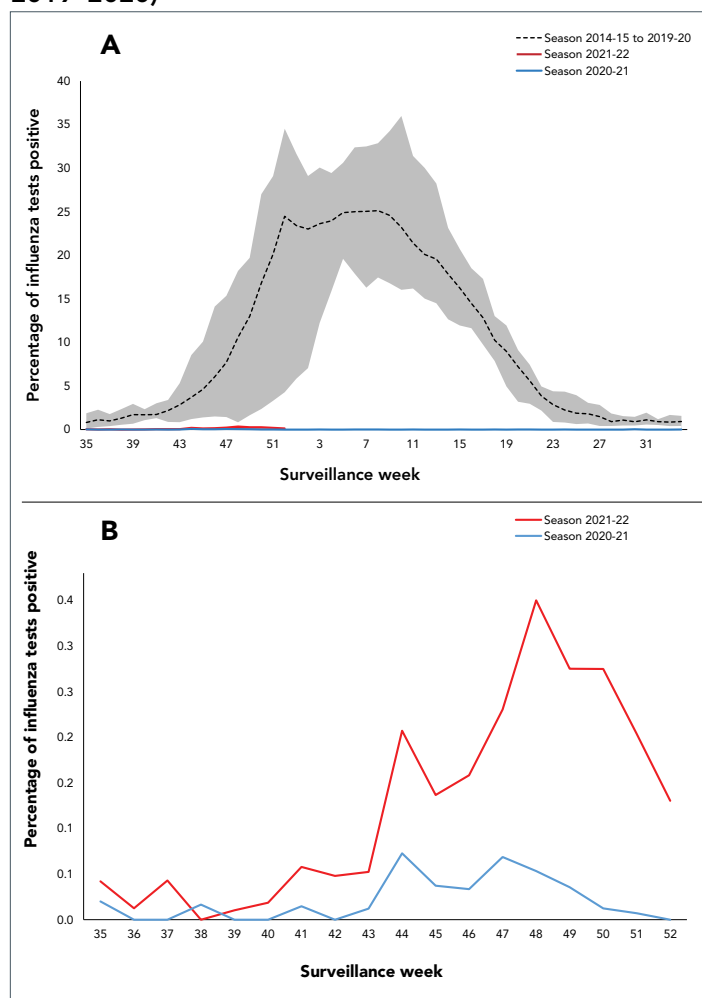 2019–2020)
A
Season 2014-15 to 2019-20
Season 2021-22
Season 2020-21
Percentage of influenza tests positive
40
35
30
25
20
15
10
5
0
35 39 43 47 51 3 7 11 15 19 23 27 31
Surveillance week
B
Season 2021-22
Season 2020-21
Percentage of influenza tests positive
0.4
0.3
0.3
0.2
0.2
0.1
0.1
0.0
35 36 37 38 39 40 41 42 43 44 45 46 47 48 49 50 51 52
Surveillance week